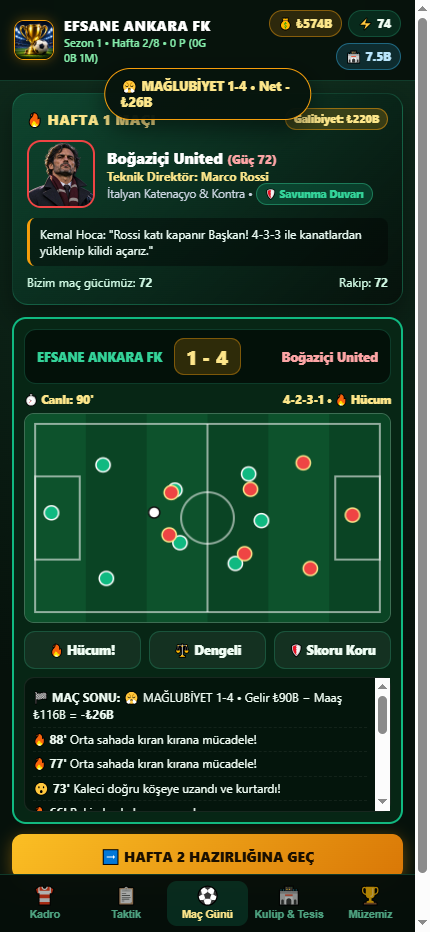 EFSANE ANKARA FK
Sezon 1 • Hafta 2/8 • 0 P (0G
0B 1M)
₺574B
74
7.5B
MAĞLUBİYET 1-4 • Net -
₺26B
HAFTA 1 MAÇI
Galibiyet: ₺220B
Boğaziçi United (Güç 72)
Teknik Direktör: Marco Rossi
İtalyan Katenaçyo & Kontra • Savunma Duvarı
Kemal Hoca: "Rossi katı kapanır Başkan! 4-3-3 ile kanatlardan
yüklenip kilidi açarız."
Bizim maç gücümüz: 72
Rakip: 72
EFSANE ANKARA FK
1 - 4
Boğaziçi United
Canlı: 90'
4-2-3-1 • Hücum
Hücum!
Dengeli
Skoru Koru
MAÇ SONU: MAĞLUBİYET 1-4 • Gelir ₺90B − Maaş
₺116B = -₺26B
88' Orta sahada kıran kırana mücadele!
77' Orta sahada kıran kırana mücadele!
73' Kaleci doğru köşeye uzandı ve kurtardı!
HAFTA 2 HAZIRLIĞINA GEÇ
Kadro
Taktik
Maç Günü
Kulüp & Tesis
Müzemiz